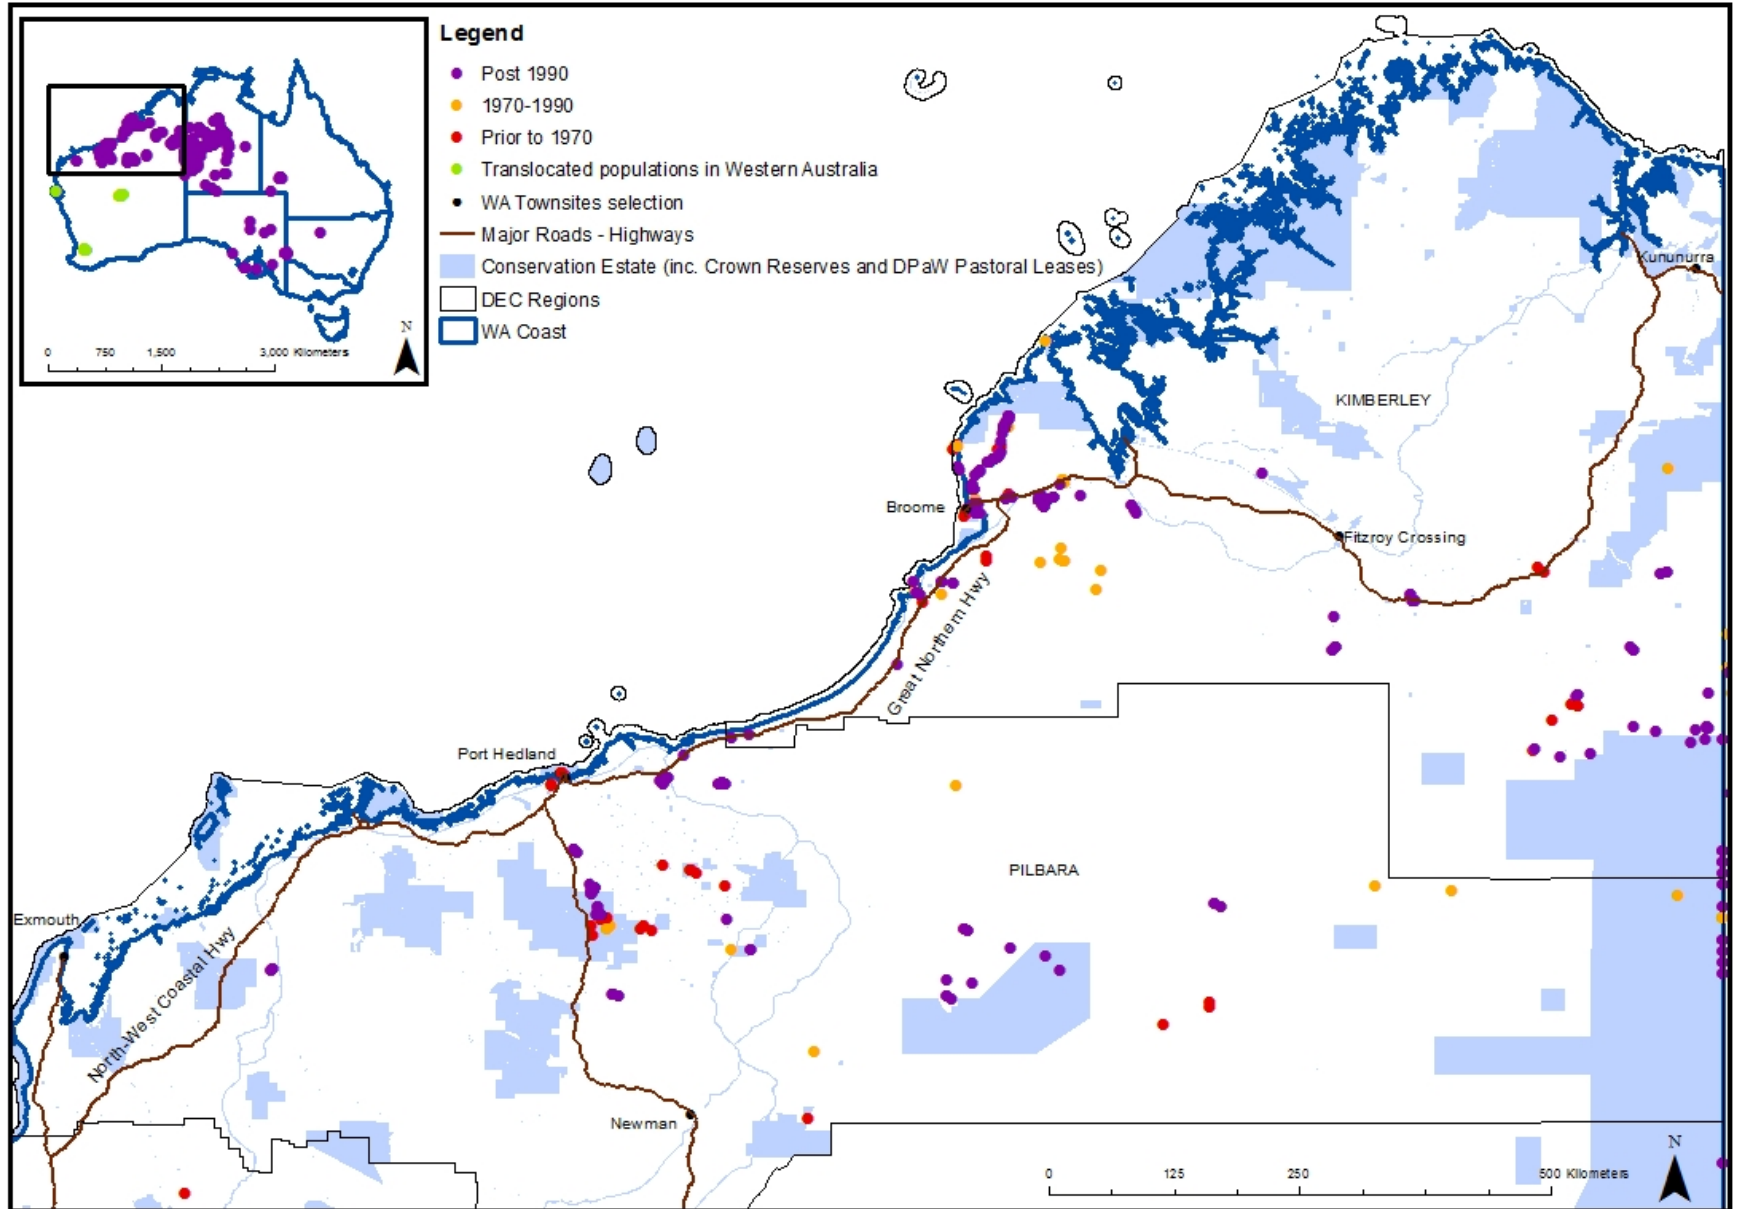 Legend
Post 1990
1970-1990
Prior to 1970
Translocated populations in Western Australia
WA Townsites selection
Major Roads - Highways
Conservation Estate (inc. Crown Reserves and DPaW Pastoral Leases)
DEC Regions
WA Coast
N
0 750 1,500 3,000 Kilometers
Kununurra
KIMBERLEY
Broome
Fitzroy Crossing
Great Northern Hwy
Port Hedland
PILBARA
Exmouth
North-West Coastal Hwy
Newman
N
0 125 250 500 Kilometers